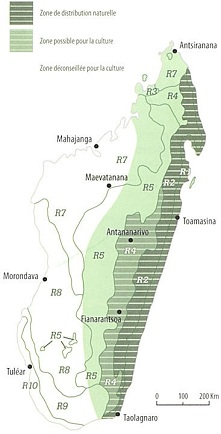 Zone de distribution naturelle
Zone possible pour la culture
Zone déconseillée pour la culture
Antsiranana
R7
R3
R4
Mahajanga
R7
Maevatanana
R1
R2
R5
Toamasina
R7
Antananarivo
R4
R5
R2
Morondava
R8
Fianarantsoa
R5
Tuléar
R8
R5
R4
R10
R9
Taolagnaro
0 100 200 Km